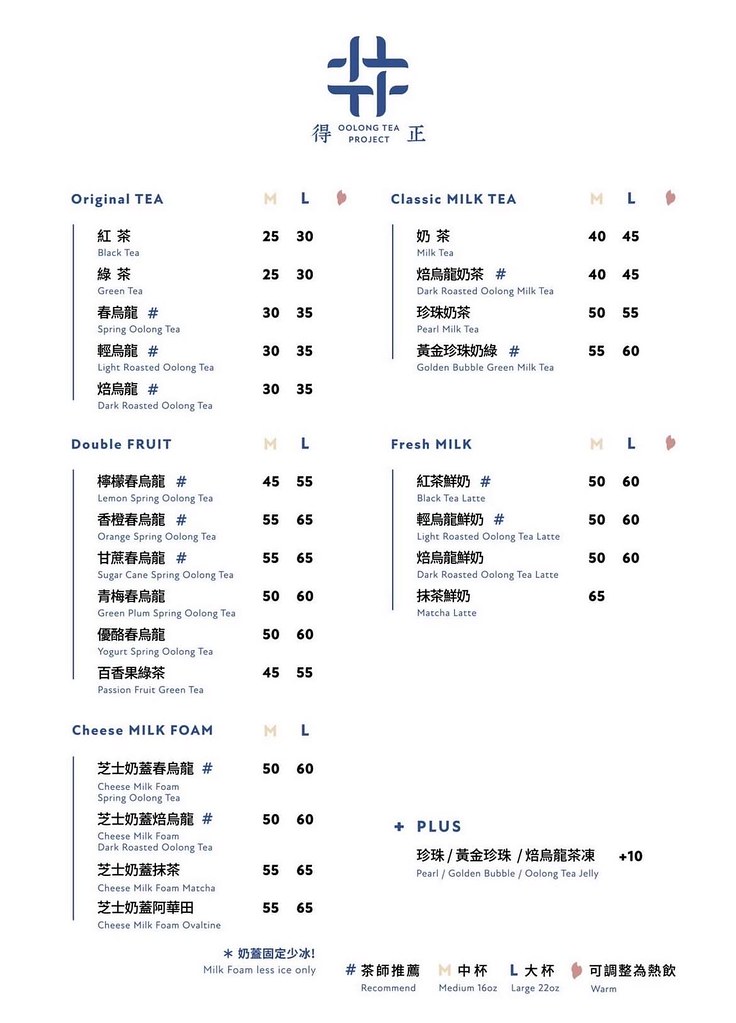 得 OOLONG TEA PROJECT 正
Original TEA M L
紅茶 25 30
Black Tea
綠茶 25 30
Green Tea
春烏龍 # 30 35
Spring Oolong Tea
輕烏龍 # 30 35
Light Roasted Oolong Tea
焙烏龍 # 30 35
Dark Roasted Oolong Tea
Double FRUIT M L
檸檬春烏龍 # 45 55
Lemon Spring Oolong Tea
香橙春烏龍 # 55 65
Orange Spring Oolong Tea
甘蔗春烏龍 # 55 65
Sugar Cane Spring Oolong Tea
青梅春烏龍 50 60
Green Plum Spring Oolong Tea
優酪春烏龍 50 60
Yogurt Spring Oolong Tea
百香果綠茶 45 55
Passion Fruit Green Tea
Cheese MILK FOAM M L
芝士奶蓋春烏龍 # 50 60
Cheese Milk Foam
Spring Oolong Tea
芝士奶蓋焙烏龍 # 50 60
Cheese Milk Foam
Dark Roasted Oolong Tea
芝士奶蓋抹茶 55 65
Cheese Milk Foam Matcha
芝士奶蓋阿華田 55 65
Cheese Milk Foam Ovaltine
* 奶蓋固定少冰!
Milk Foam less ice only
Classic MILK TEA M L
奶茶 40 45
Milk Tea
焙烏龍奶茶 # 40 45
Dark Roasted Oolong Milk Tea
珍珠奶茶 50 55
Pearl Milk Tea
黃金珍珠奶綠 # 55 60
Golden Bubble Green Milk Tea
Fresh MILK M L
紅茶鮮奶 # 50 60
Black Tea Latte
輕烏龍鮮奶 # 50 60
Light Roasted Oolong Tea Latte
焙烏龍鮮奶 50 60
Dark Roasted Oolong Tea Latte
抹茶鮮奶 65
Matcha Latte
+ PLUS
珍珠 / 黃金珍珠 / 焙烏龍茶凍 +10
Pearl / Golden Bubble / Oolong Tea Jelly
# 茶師推薦 M 中杯 L 大杯 可調整為熱飲
Recommend Medium 16oz Large 22oz Warm